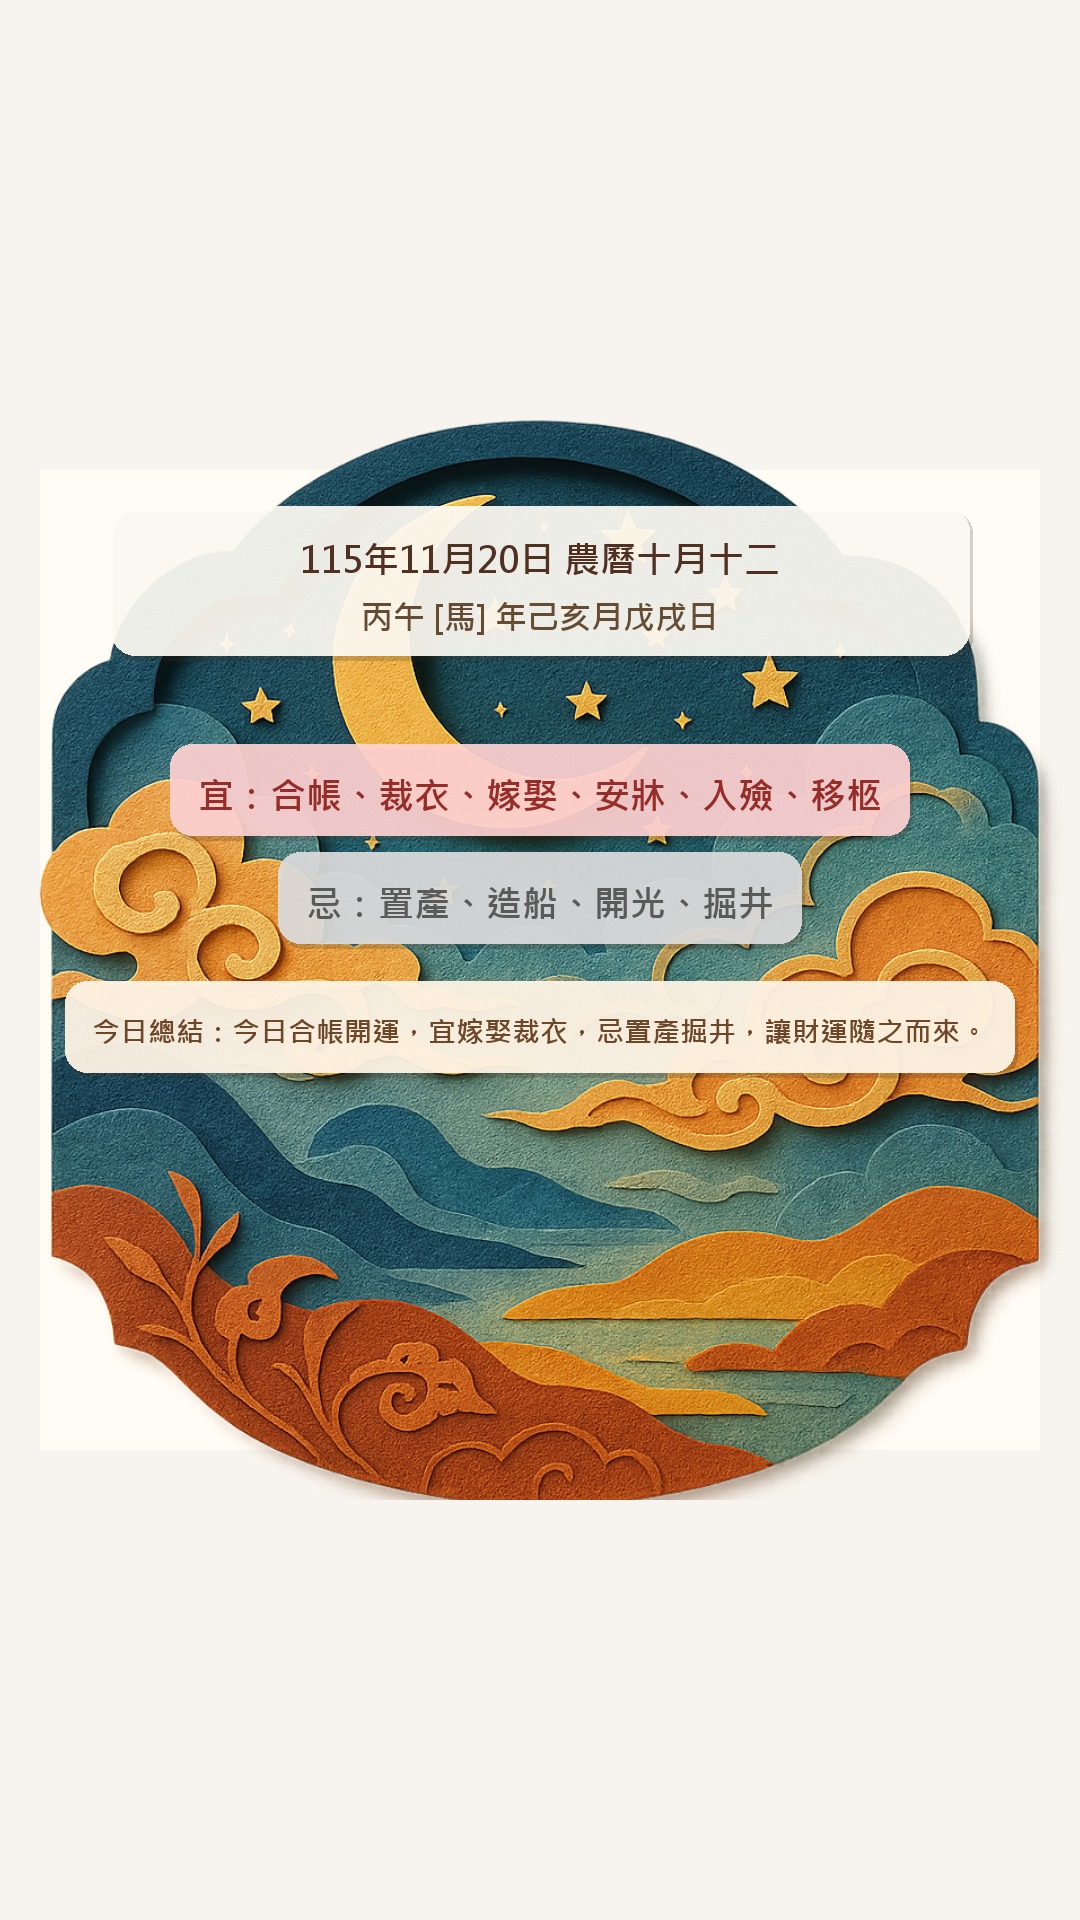 115年11月20日 農曆十月十二
丙午 [馬] 年己亥月戊戌日
宜：合帳、裁衣、嫁娶、安牀、入殮、移柩
忌：置產、造船、開光、掘井
今日總結：今日合帳開運，宜嫁娶裁衣，忌置產掘井，讓財運隨之而來。